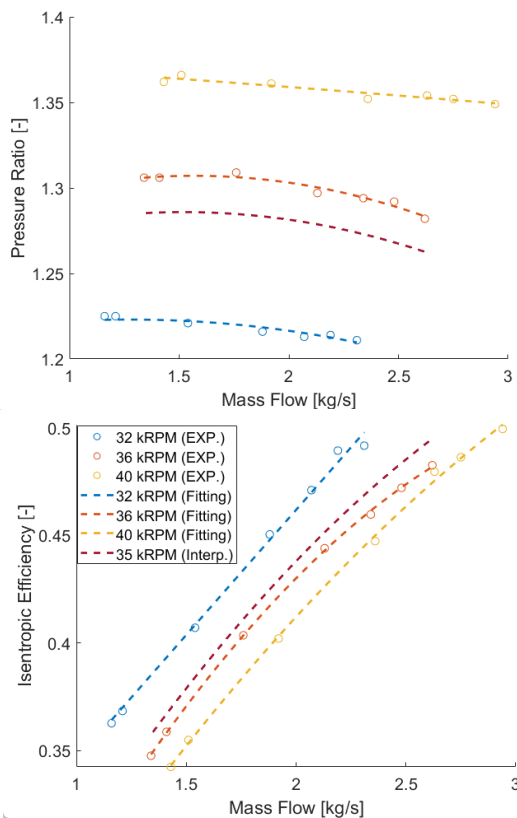 1.4
1.35
1.3
1.25
1.2
Pressure Ratio [-]
1
1.5
2
2.5
3
Mass Flow [kg/s]
0.5
0.45
0.4
0.35
Isentropic Efficiency [-]
32 kRPM (EXP.)
36 kRPM (EXP.)
40 kRPM (EXP.)
32 kRPM (Fitting)
36 kRPM (Fitting)
40 kRPM (Fitting)
35 kRPM (Interp.)
1
1.5
2
2.5
3
Mass Flow [kg/s]